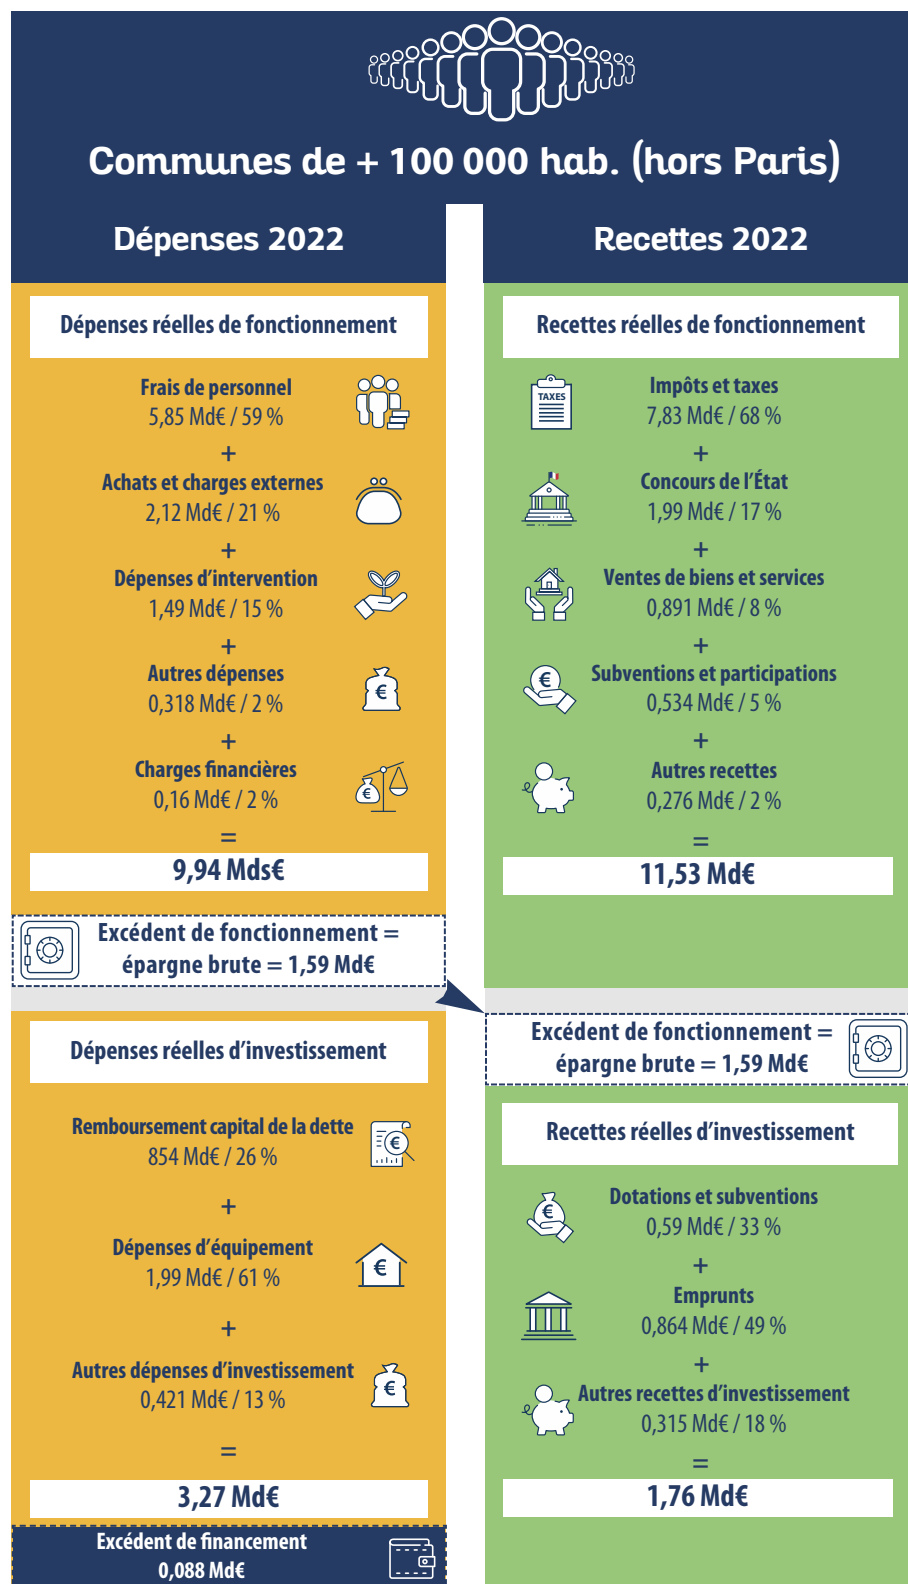 Communes de + 100 000 hab. (hors Paris)
Dépenses 2022
Dépenses réelles de fonctionnement
Frais de personnel
5,85 Md€ / 59 %
+
Achats et charges externes
2,12 Md€ / 21 %
+
Dépenses d’intervention
1,49 Md€ / 15 %
+
Autres dépenses
€
0,318 Md€ / 2 %
+
Charges financières
€
0,16 Md€ / 2 %
=
9,94 Mds€
Excédent de fonctionnement =
épargne brute = 1,59 Md€
Dépenses réelles d’investissement
Remboursement capital de la dette
€
854 Md€ / 26 %
+
Dépenses d’équipement
€
1,99 Md€ / 61 %
+
Autres dépenses d’investissement
€
0,421 Md€ / 13 %
=
3,27 Md€
Excédent de financement
0,088 Md€
Recettes 2022
Recettes réelles de fonctionnement
TAXES
Impôts et taxes
7,83 Md€ / 68 %
+
Concours de l’État
1,99 Md€ / 17 %
+
Ventes de biens et services
0,891 Md€ / 8 %
+
€
Subventions et participations
0,534 Md€ / 5 %
+
Autres recettes
0,276 Md€ / 2 %
=
11,53 Md€
Excédent de fonctionnement =
épargne brute = 1,59 Md€
Recettes réelles d’investissement
€
Dotations et subventions
0,59 Md€ / 33 %
+
Emprunts
0,864 Md€ / 49 %
+
Autres recettes d’investissement
0,315 Md€ / 18 %
=
1,76 Md€